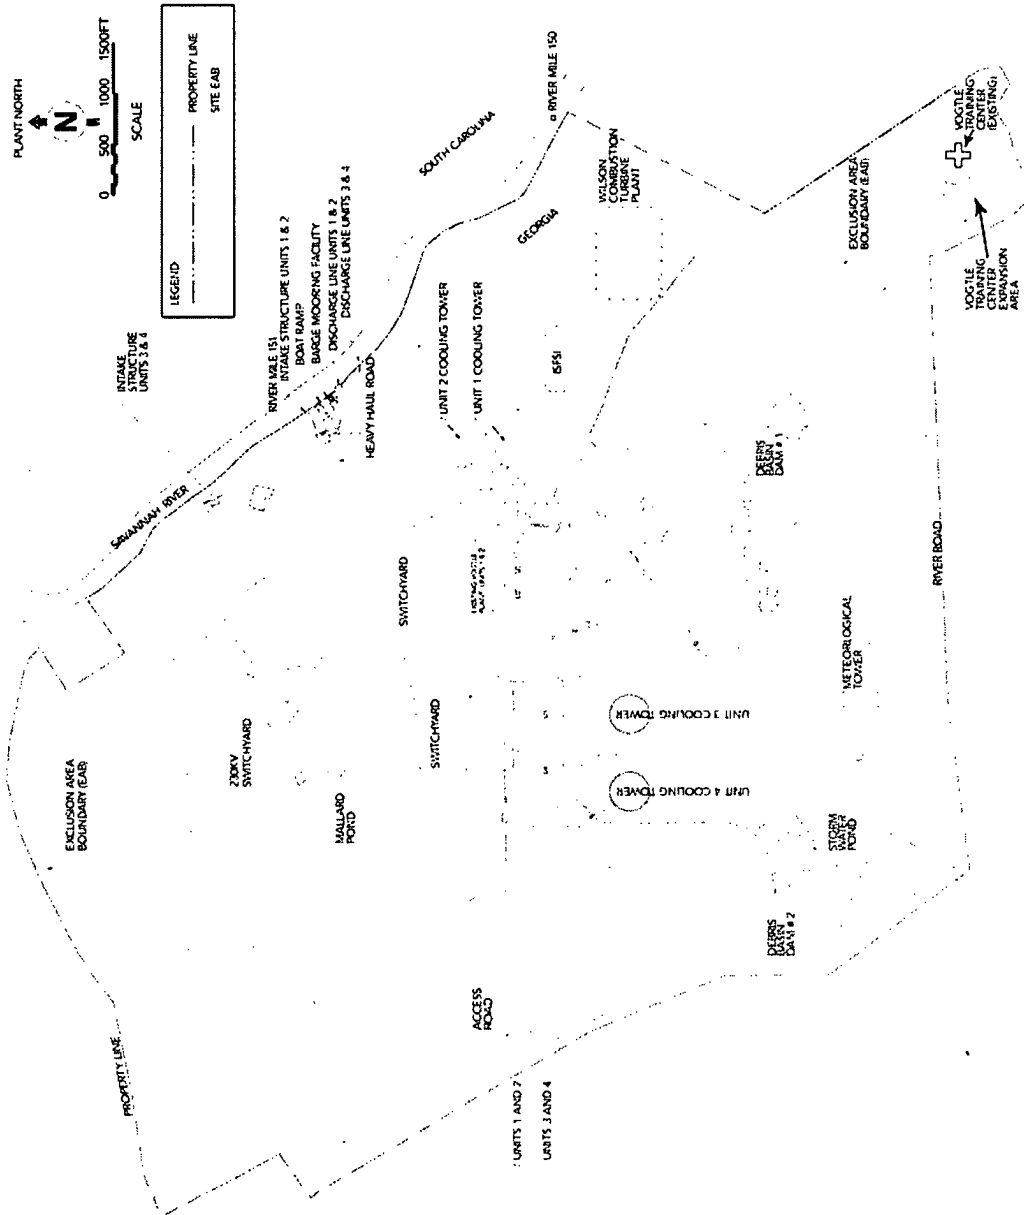 PLANT NORTH
N
0 500 1000 1500FT
SCALE
LEGEND
PROPERTY LINE
SITE EAB
INTAKE
STRUCTURE
UNITS 3 & 4
RIVER MILE 151
INTAKE STRUCTURE UNITS 1 & 2
BOAT RAMP
BARGE MOORING FACILITY
DISCHARGE LINE UNITS 1 & 2
DISCHARGE LINE UNITS 3 & 4
SOUTH CAROLINA
RIVER MILE 150
GEORGIA
WILSON
COMBUSTION
TURBINE
PLANT
SAVANNAH RIVER
HEAVY HAUL ROAD
UNIT 2 COOLING TOWER
UNIT 1 COOLING TOWER
ISFSI
EXCLUSION AREA
BOUNDARY (EAB)
VOGTLE
TRAINING
CENTER
(EXISTING)
VOGTLE
TRAINING
CENTER
EXPANSION
AREA
DEBRIS
BASIN
DAM # 1
RIVER ROAD
SWITCHYARD
METEORLOGICAL
TOWER
EXCLUSION AREA
BOUNDARY (EAB)
230KV
SWITCHYARD
MALLARD
POND
SWITCHYARD
UNIT 3 COOLING TOWER
UNIT 4 COOLING TOWER
STORM
WATER
POND
DEBRIS
BASIN
DAM # 2
ACCESS
ROAD
PROPERTY LINE
UNITS 1 AND 2
UNITS 3 AND 4